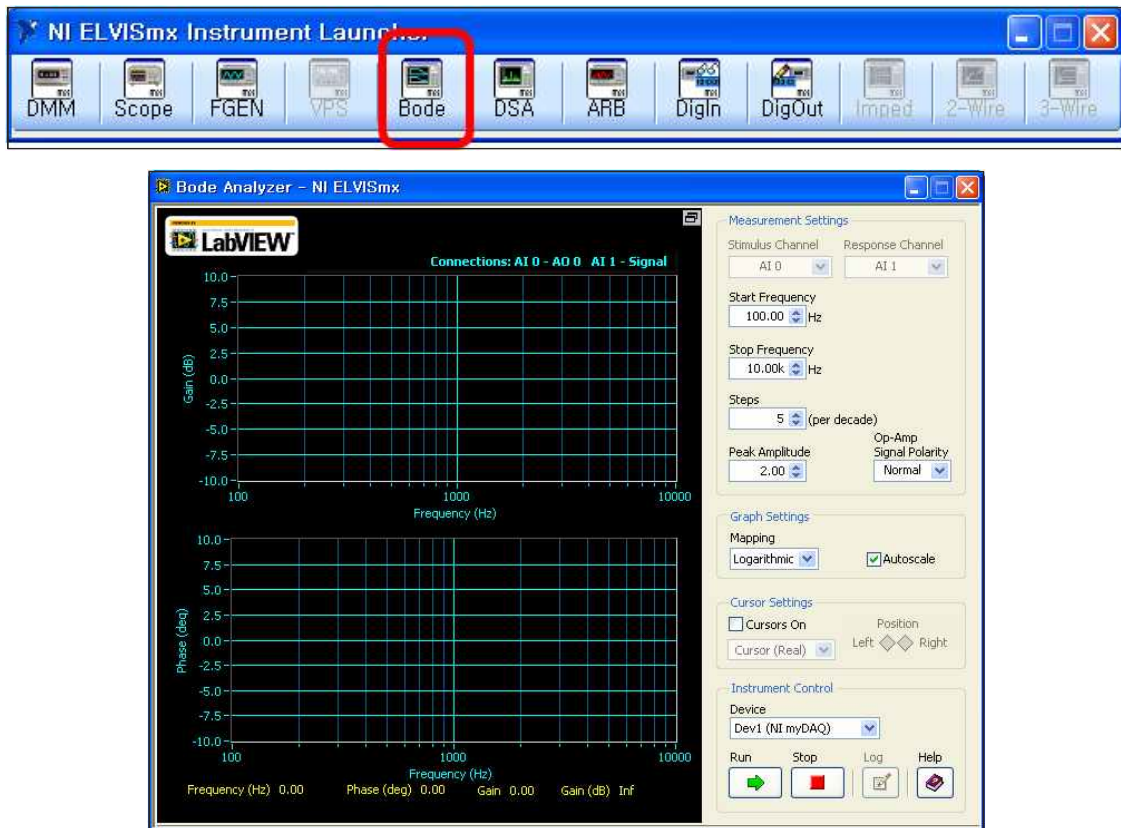 NI ELVISmx Instrument Launcher
DMM Scope FGEN VPS Bode DSA ARB DigIn DigOut Imped 2-Wire 3-Wire
Bode Analyzer - NI ELVISmx
LabVIEW
Connections: AI 0 - AO 0 AI 1 - Signal
10.0
7.5
5.0
2.5
0.0
-2.5
-5.0
-7.5
-10.0
Gain (dB)
100 1000 10000
Frequency (Hz)
10.0
7.5
5.0
2.5
0.0
-2.5
-5.0
-7.5
-10.0
Phase (deg)
100 1000 10000
Frequency (Hz)
Frequency (Hz) 0.00 Phase (deg) 0.00 Gain 0.00 Gain (dB) Inf
Measurement Settings
Stimulus Channel Response Channel
AI 0 AI 1
Start Frequency
100.00 Hz
Stop Frequency
10.00k Hz
Steps
5 (per decade)
Peak Amplitude
2.00
Op-Amp
Signal Polarity
Normal
Graph Settings
Mapping
Logarithmic Autoscale
Cursor Settings
Cursors On Position
Cursor (Real) Left Right
Instrument Control
Device
Dev1 (NI myDAQ)
Run Stop Log Help